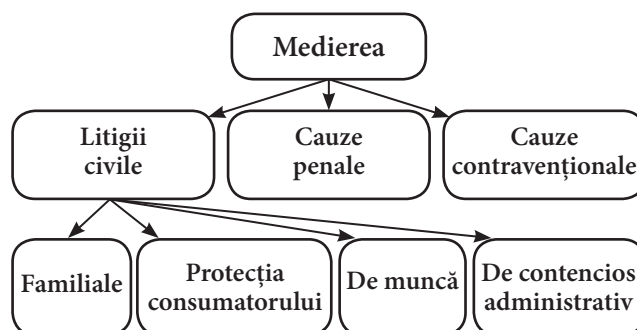 Medierea
Litigii
civile
Cauze
penale
Cauze
contravenționale
Familiale
Protecția
consumatorului
De muncă
De contencios
administrativ